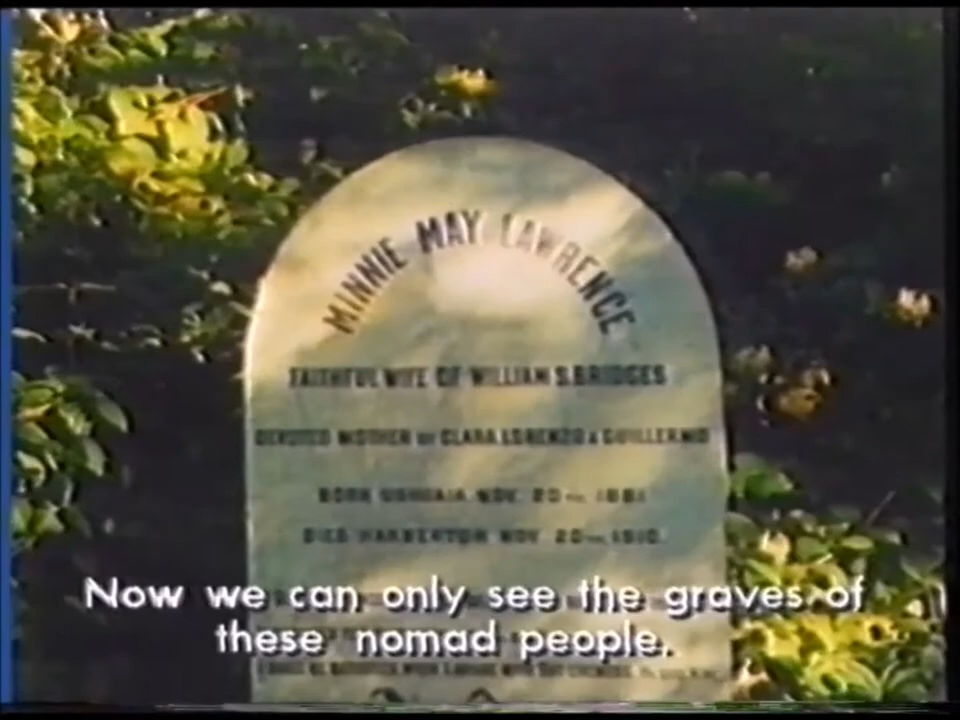 MINNIE MAY LAWRENCE
FAITHFUL WIFE OF WILLIAM S. BRIDGES
DEVOTED MOTHER OF CLARA, LORENZO & GUILLERMO
BORN USHUAIA NOV. 20TH 1881
DIED HARBERTON NOV. 20TH 1910.
Now we can only see the graves of
these nomad people.